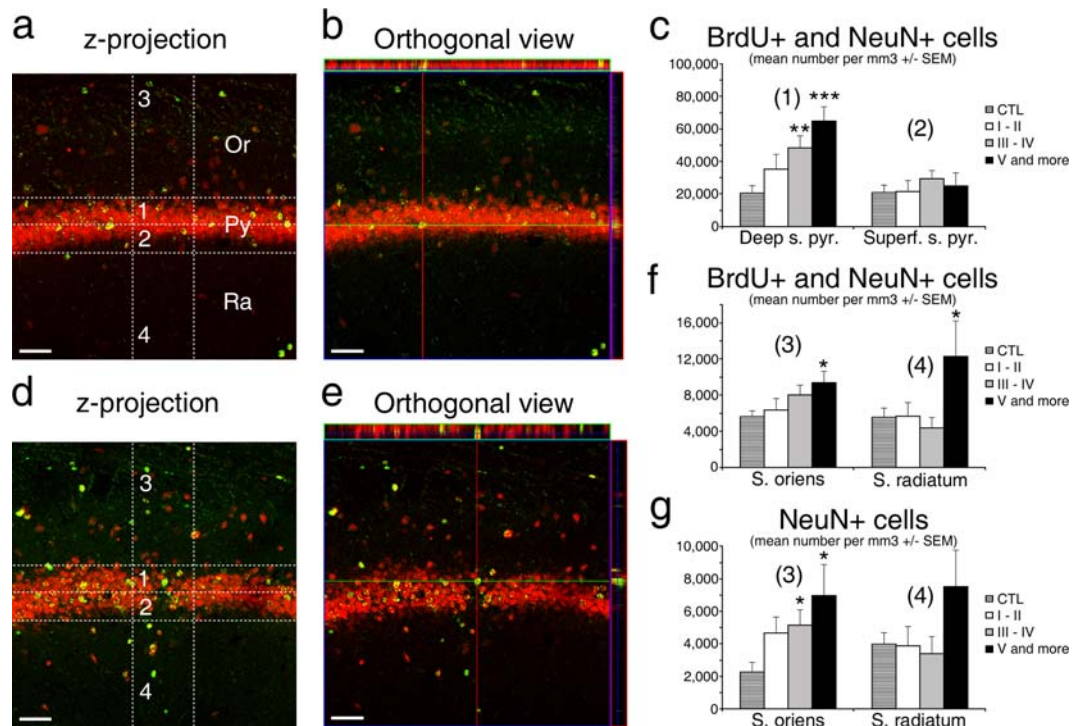 a
z-projection
3
Or
1
Py
2
Ra
4
b
Orthogonal view
c
BrdU+ and NeuN+ cells
(mean number per mm3 +/- SEM)
100,000
80,000
60,000
40,000
20,000
0
(1)
**
***
(2)
Deep s. pyr.
Superf. s. pyr.
CTL
I - II
III - IV
V and more
d
z-projection
3
1
2
4
e
Orthogonal view
f
BrdU+ and NeuN+ cells
(mean number per mm3 +/- SEM)
16,000
12,000
8,000
4,000
0
(3)
*
(4)
*
S. oriens
S. radiatum
CTL
I - II
III - IV
V and more
g
NeuN+ cells
(mean number per mm3 +/- SEM)
10,000
8,000
6,000
4,000
2,000
0
(3)
*
*
(4)
S. oriens
S. radiatum
CTL
I - II
III - IV
V and more